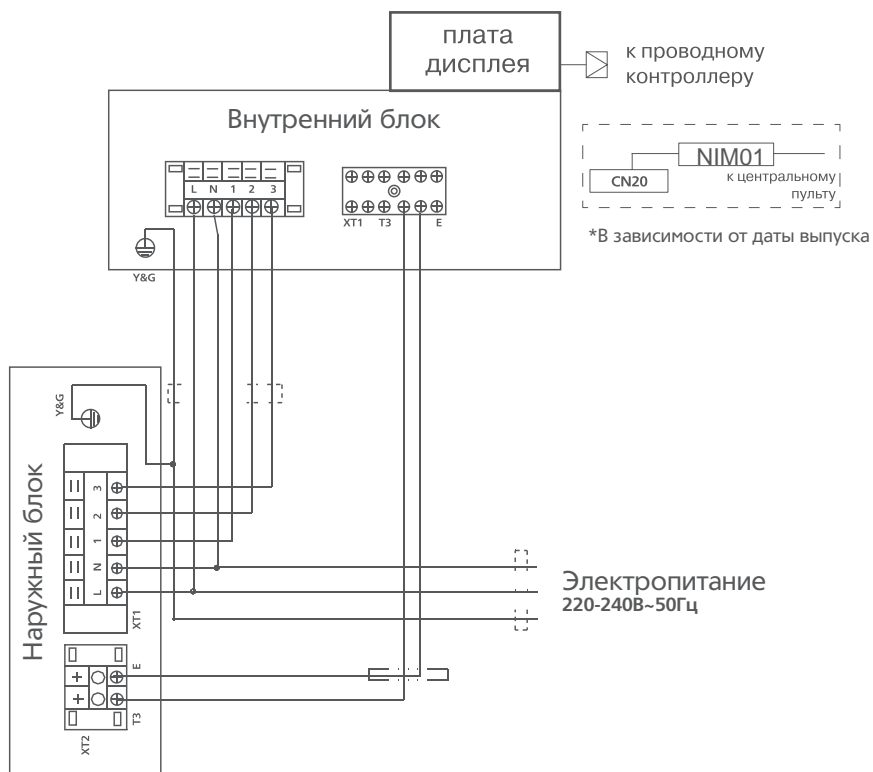 плата
дисплея
к проводному
контроллеру
Внутренний блок
NIM01
CN20
к центральному
пульту
*В зависимости от даты выпуска
L N 1 2 3
XT1 T3 E
Y&G
Y&G
Наружный блок
3
2
1
N
L
XT1
Электропитание
220-240В~50Гц
E
T3
XT2